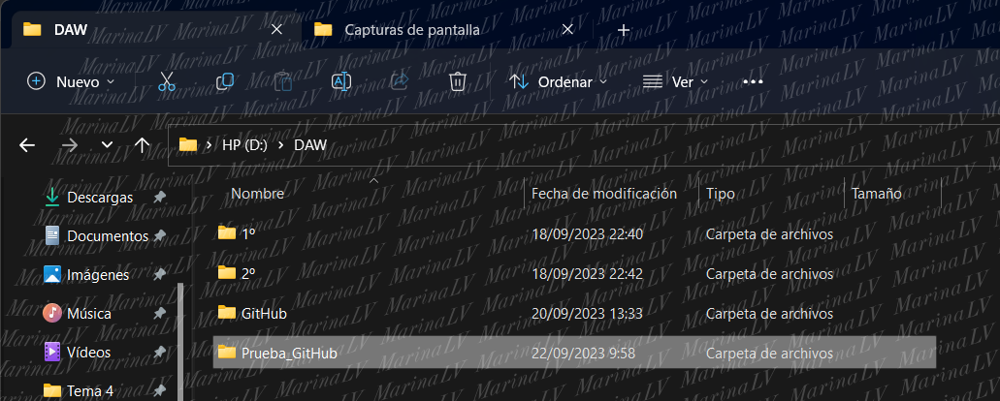 DAW
Capturas de pantalla
Nuevo
Ordenar
Ver
HP (D:) > DAW
Nombre Fecha de modificación Tipo Tamaño
Descargas
Documentos
Imágenes
Música
Vídeos
Tema 4
1º 18/09/2023 22:40 Carpeta de archivos
2º 18/09/2023 22:42 Carpeta de archivos
GitHub 20/09/2023 13:33 Carpeta de archivos
Prueba_GitHub 22/09/2023 9:58 Carpeta de archivos
MarinaLV